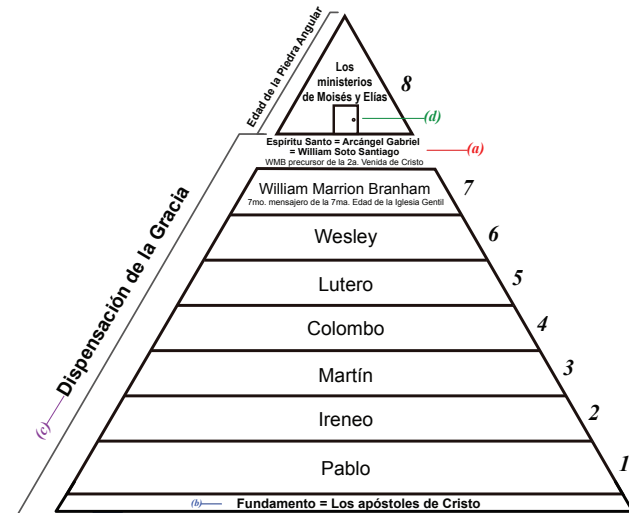 Edad de la Piedra Angular
Los
ministerios
de Moisés y Elías
8
(d)
Espíritu Santo = Arcángel Gabriel
= William Soto Santiago
(a)
WMB precursor de la 2a. Venida de Cristo
William Marrion Branham
7mo. mensajero de la 7ma. Edad de la Iglesia Gentil
7
Wesley
6
Dispensación de la Gracia
Lutero
5
Colombo
4
Martín
3
(c)
Ireneo
2
Pablo
1
(b)
Fundamento = Los apóstoles de Cristo